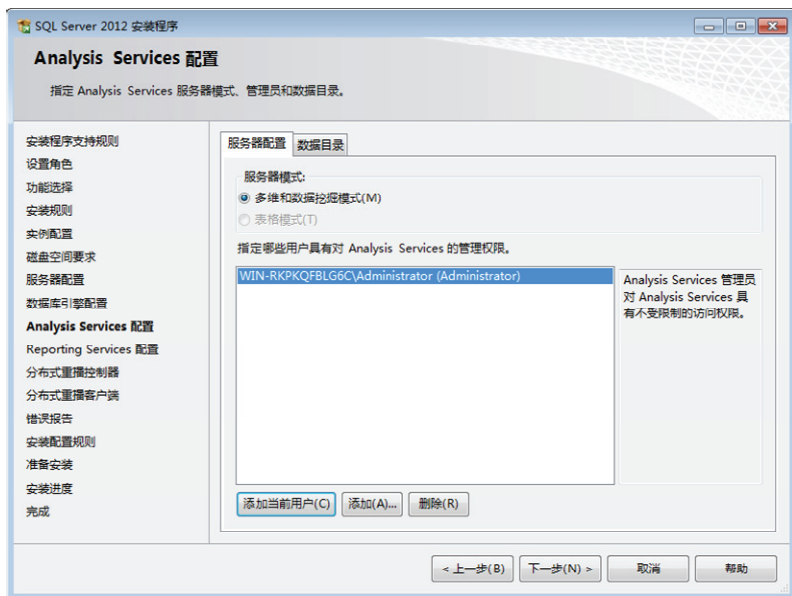 SQL Server 2012 安装程序
Analysis Services 配置
指定 Analysis Services 服务器模式、管理员和数据目录。
安装程序支持规则
设置角色
功能选择
安装规则
实例配置
磁盘空间要求
服务器配置
数据库引擎配置
Analysis Services 配置
Reporting Services 配置
分布式重播控制器
分布式重播客户端
错误报告
安装配置规则
准备安装
安装进度
完成
服务器配置 数据目录
服务器模式:
多维和数据挖掘模式(M)
表格模式(T)
指定哪些用户具有对 Analysis Services 的管理权限。
WIN-RKPKQFBLG6C\Administrator (Administrator)
Analysis Services 管理员
对 Analysis Services 具
有不受限制的访问权限。
添加当前用户(C) 添加(A)... 删除(R)
< 上一步(B) 下一步(N) > 取消 帮助